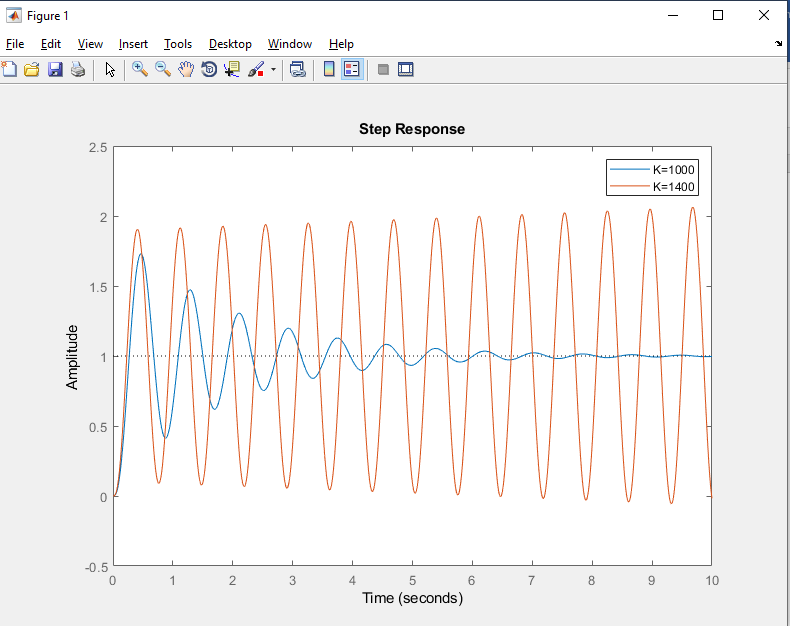 Figure 1
File Edit View Insert Tools Desktop Window Help
Step Response
2.5
2
1.5
1
0.5
0
-0.5
Amplitude
K=1000
K=1400
0 1 2 3 4 5 6 7 8 9 10
Time (seconds)